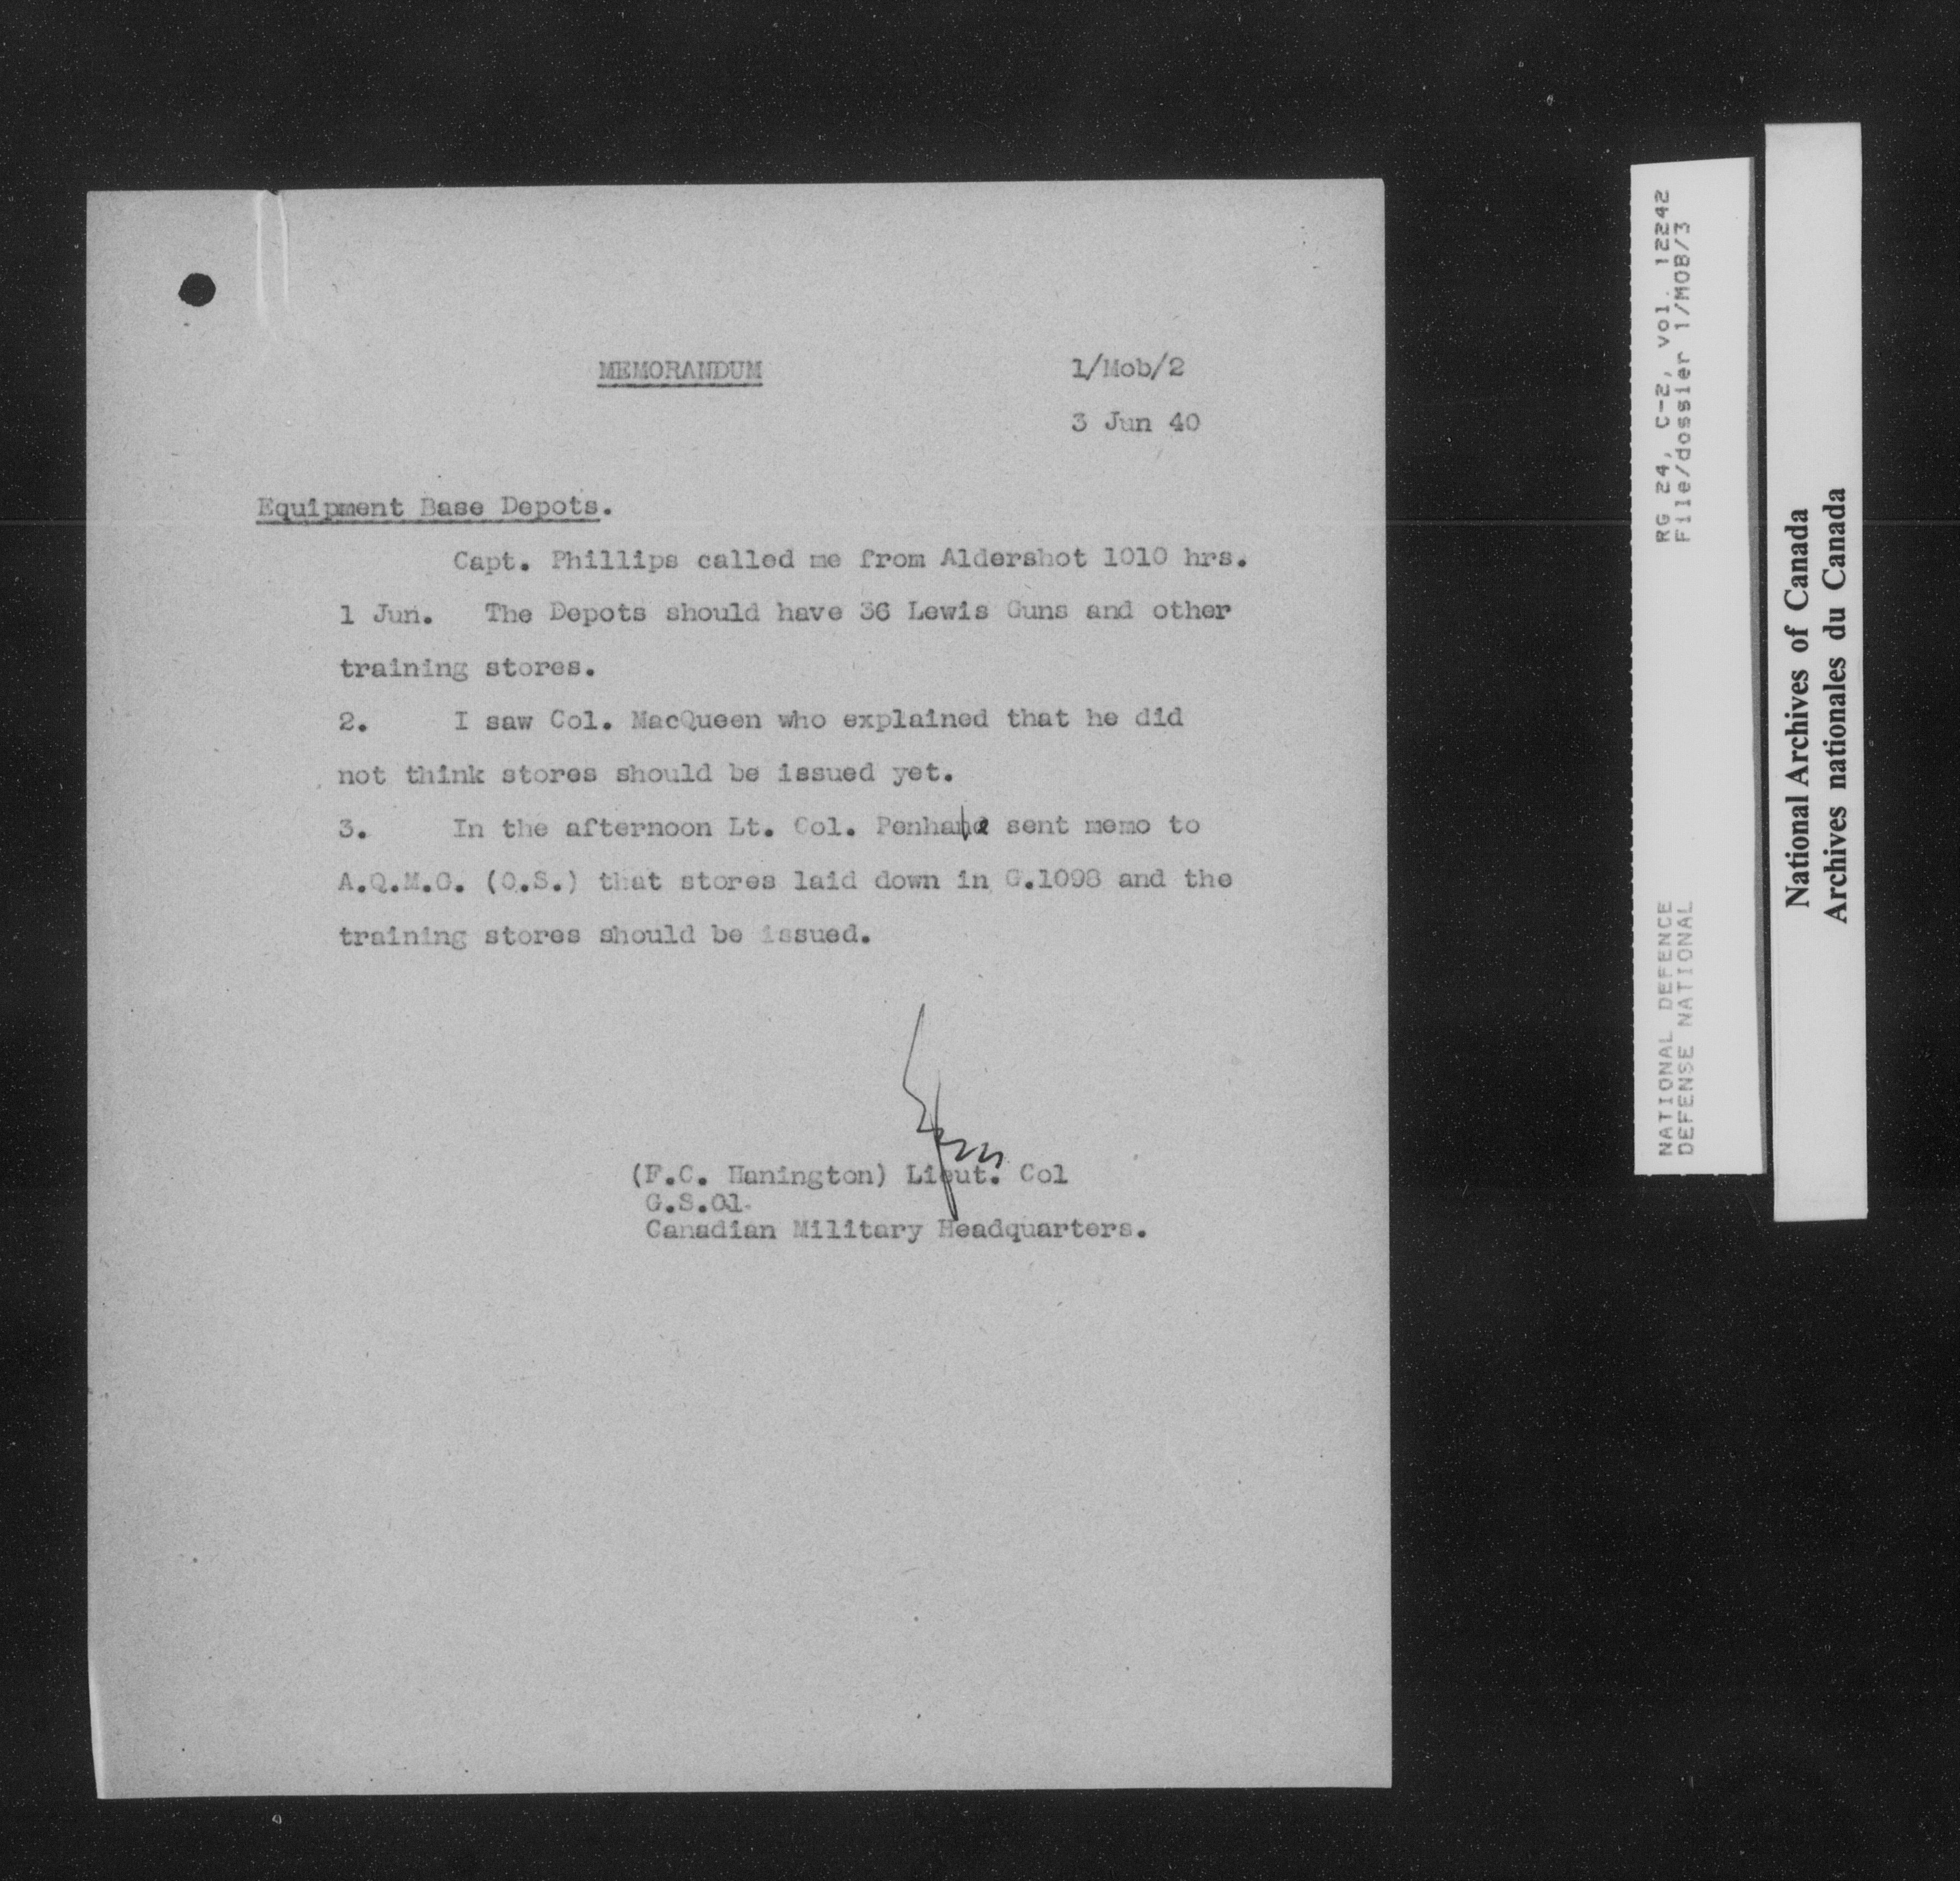 MEMORANDUM
1/Mob/2
3 Jun 40
Equipment Base Depots.
Capt. Phillips called me from Aldershot 1010 hrs.
1 Jun. The Depots should have 36 Lewis Guns and other
training stores.
2. I saw Col. MacQueen who explained that he did
not think stores should be issued yet.
3. In the afternoon Lt. Col. Penhale sent memo to
A.Q.M.G. (O.S.) that stores laid down in G.1098 and the
training stores should be issued.
(F.C. Hanington) Lieut. Col
G.S.O1.
Canadian Military Headquarters.
RG 24, C-2, vol. 12242
File/dossier 1/MOB/3
NATIONAL DEFENCE
DEFENSE NATIONAL
National Archives of Canada
Archives nationales du Canada